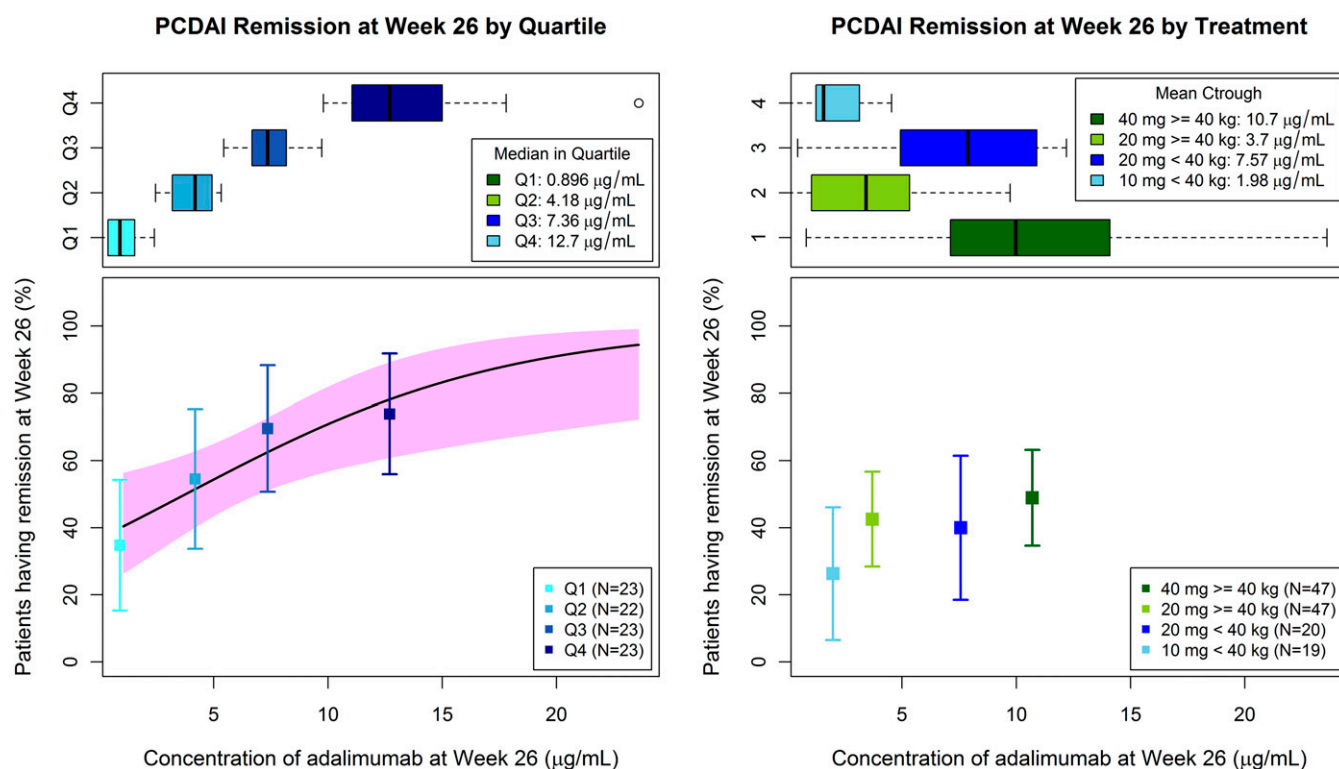 PCDAI Remission at Week 26 by Quartile
Q4
Q3
Q2
Q1
Median in Quartile
Q1: 0.896 μg/mL
Q2: 4.18 μg/mL
Q3: 7.36 μg/mL
Q4: 12.7 μg/mL
Patients having remission at Week 26 (%)
100
80
60
40
20
0
Q1 (N=23)
Q2 (N=22)
Q3 (N=23)
Q4 (N=23)
5 10 15 20
Concentration of adalimumab at Week 26 (μg/mL)
PCDAI Remission at Week 26 by Treatment
4
3
2
1
Mean Ctrough
40 mg >= 40 kg: 10.7 μg/mL
20 mg >= 40 kg: 3.7 μg/mL
20 mg < 40 kg: 7.57 μg/mL
10 mg < 40 kg: 1.98 μg/mL
Patients having remission at Week 26 (%)
100
80
60
40
20
0
40 mg >= 40 kg (N=47)
20 mg >= 40 kg (N=47)
20 mg < 40 kg (N=20)
10 mg < 40 kg (N=19)
5 10 15 20
Concentration of adalimumab at Week 26 (μg/mL)